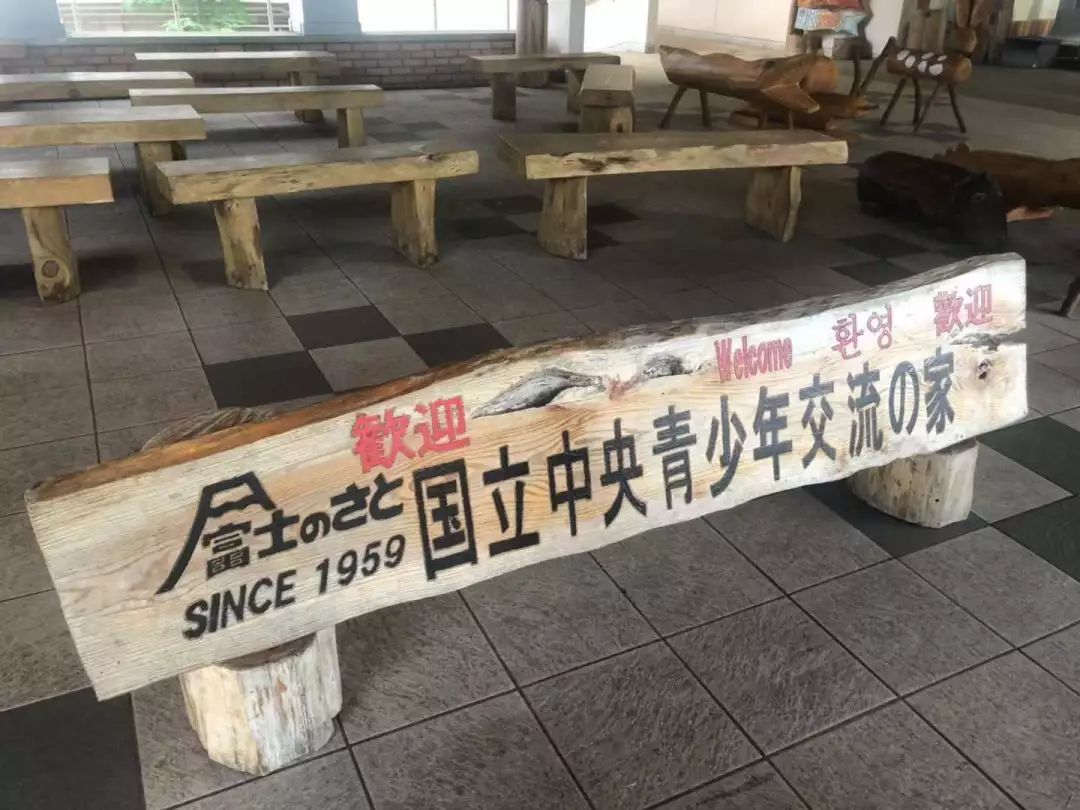 歓迎 Welcome 환영 歡迎
富士のさと 国立中央青少年交流の家
SINCE 1959